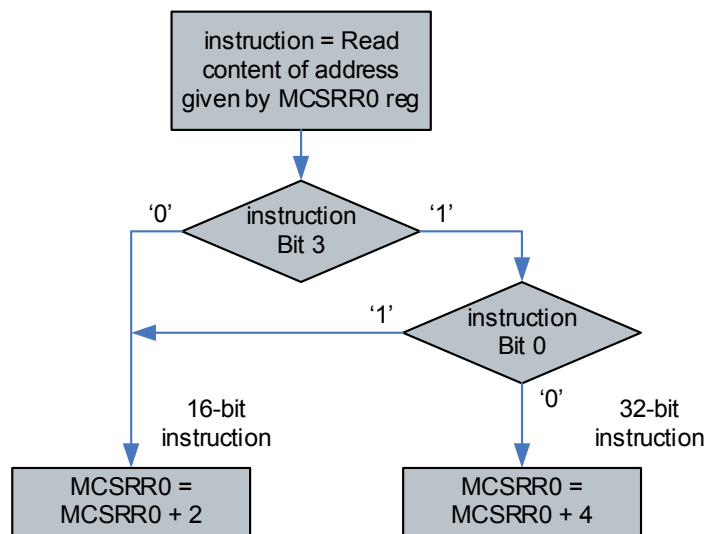 instruction = Read
content of address
given by MCSRR0 reg
‘0’
instruction
Bit 3
‘1’
‘1’
instruction
Bit 0
‘0’
16-bit
instruction
32-bit
instruction
MCSRR0 =
MCSRR0 + 2
MCSRR0 =
MCSRR0 + 4